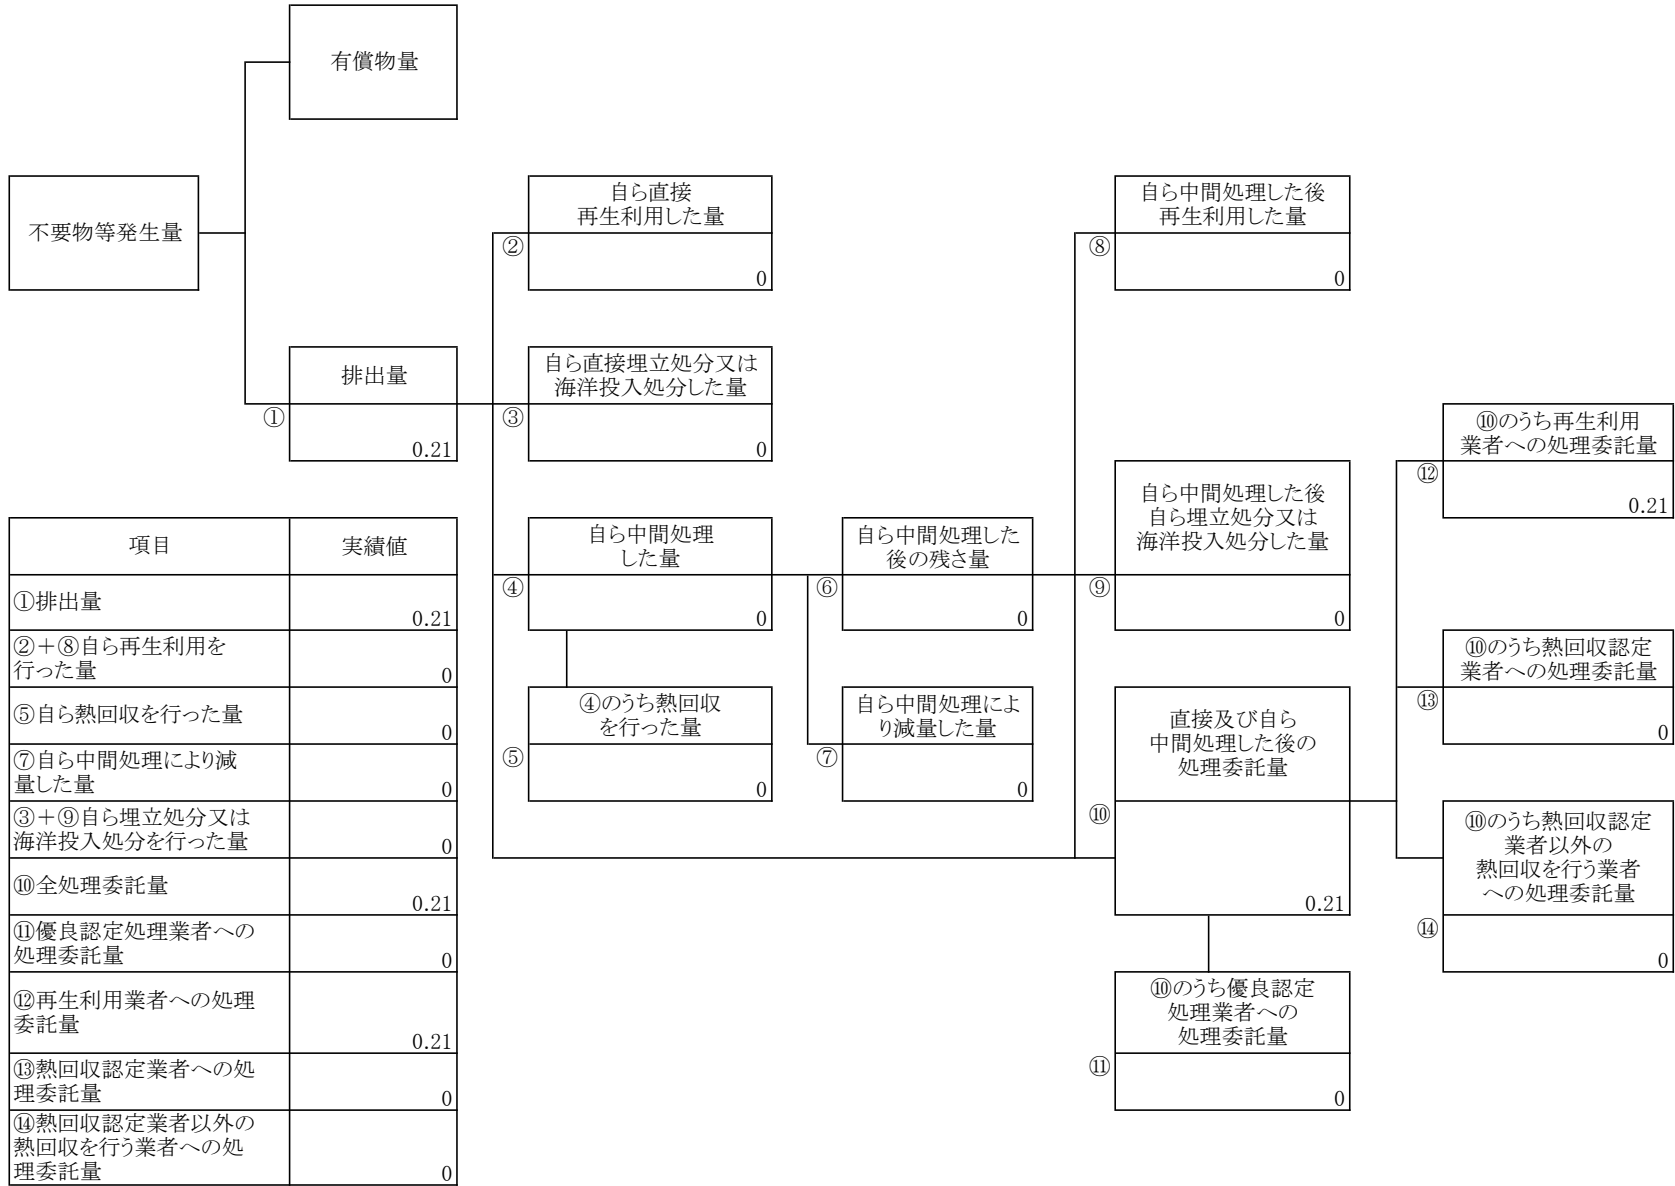 有償物量
不要物等発生量
自ら直接
再生利用した量
②
0
自ら中間処理した後
再生利用した量
⑧
0
排出量
①
0.21
自ら直接埋立処分又は
海洋投入処分した量
③
0
⑩のうち再生利用
業者への処理委託量
⑫
0.21
自ら中間処理
した量
④
0
自ら中間処理した
後の残さ量
⑥
0
自ら中間処理した後
自ら埋立処分又は
海洋投入処分した量
⑨
0
⑩のうち熱回収認定
業者への処理委託量
⑬
0
④のうち熱回収
を行った量
⑤
0
自ら中間処理によ
り減量した量
⑦
0
直接及び自ら
中間処理した後の
処理委託量
⑩
0.21
⑩のうち熱回収認定
業者以外の
熱回収を行う業者
への処理委託量
⑭
0
⑩のうち優良認定
処理業者への
処理委託量
⑪
0
項目
実績値
①排出量
0.21
②+⑧自ら再生利用を
行った量
0
⑤自ら熱回収を行った量
0
⑦自ら中間処理により減
量した量
0
③+⑨自ら埋立処分又は
海洋投入処分を行った量
0
⑩全処理委託量
0.21
⑪優良認定処理業者への
処理委託量
0
⑫再生利用業者への処理
委託量
0.21
⑬熱回収認定業者への処
理委託量
0
⑭熱回収認定業者以外の
熱回収を行う業者への処
理委託量
0